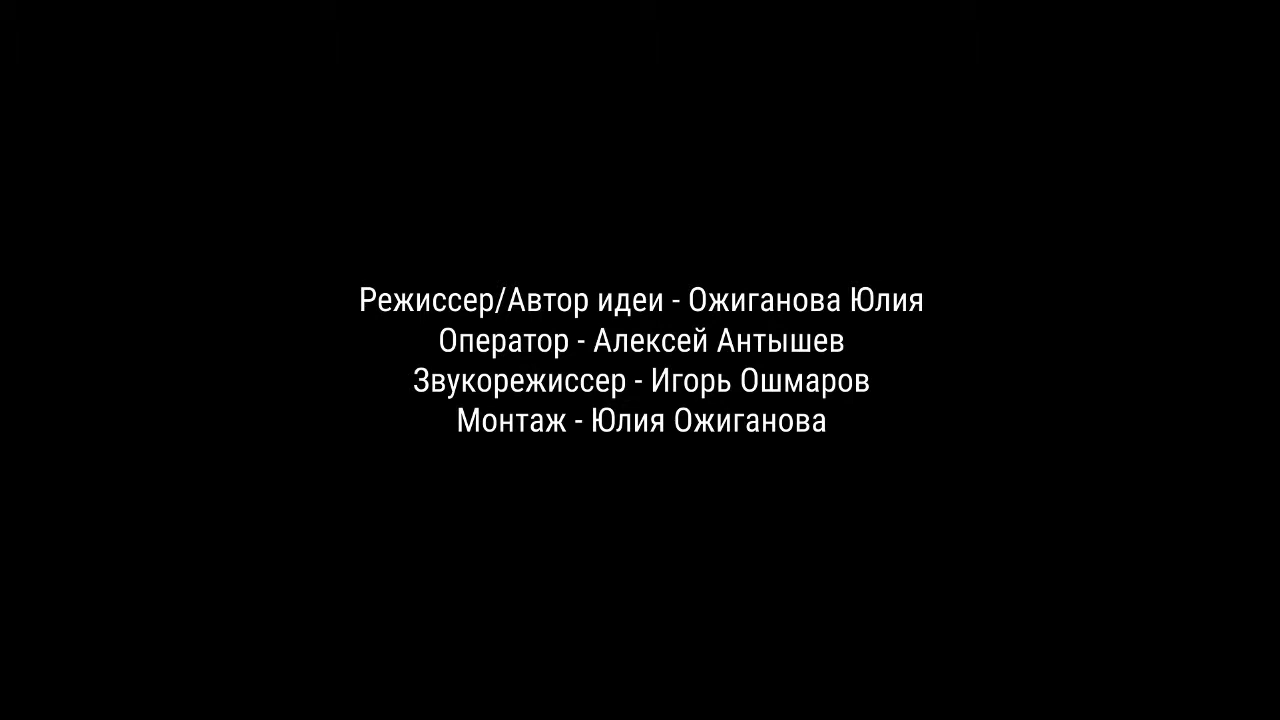 Режиссер/Автор идеи - Ожиганова Юлия
Оператор - Алексей Антышев
Звукорежиссер - Игорь Ошмаров
Монтаж - Юлия Ожиганова